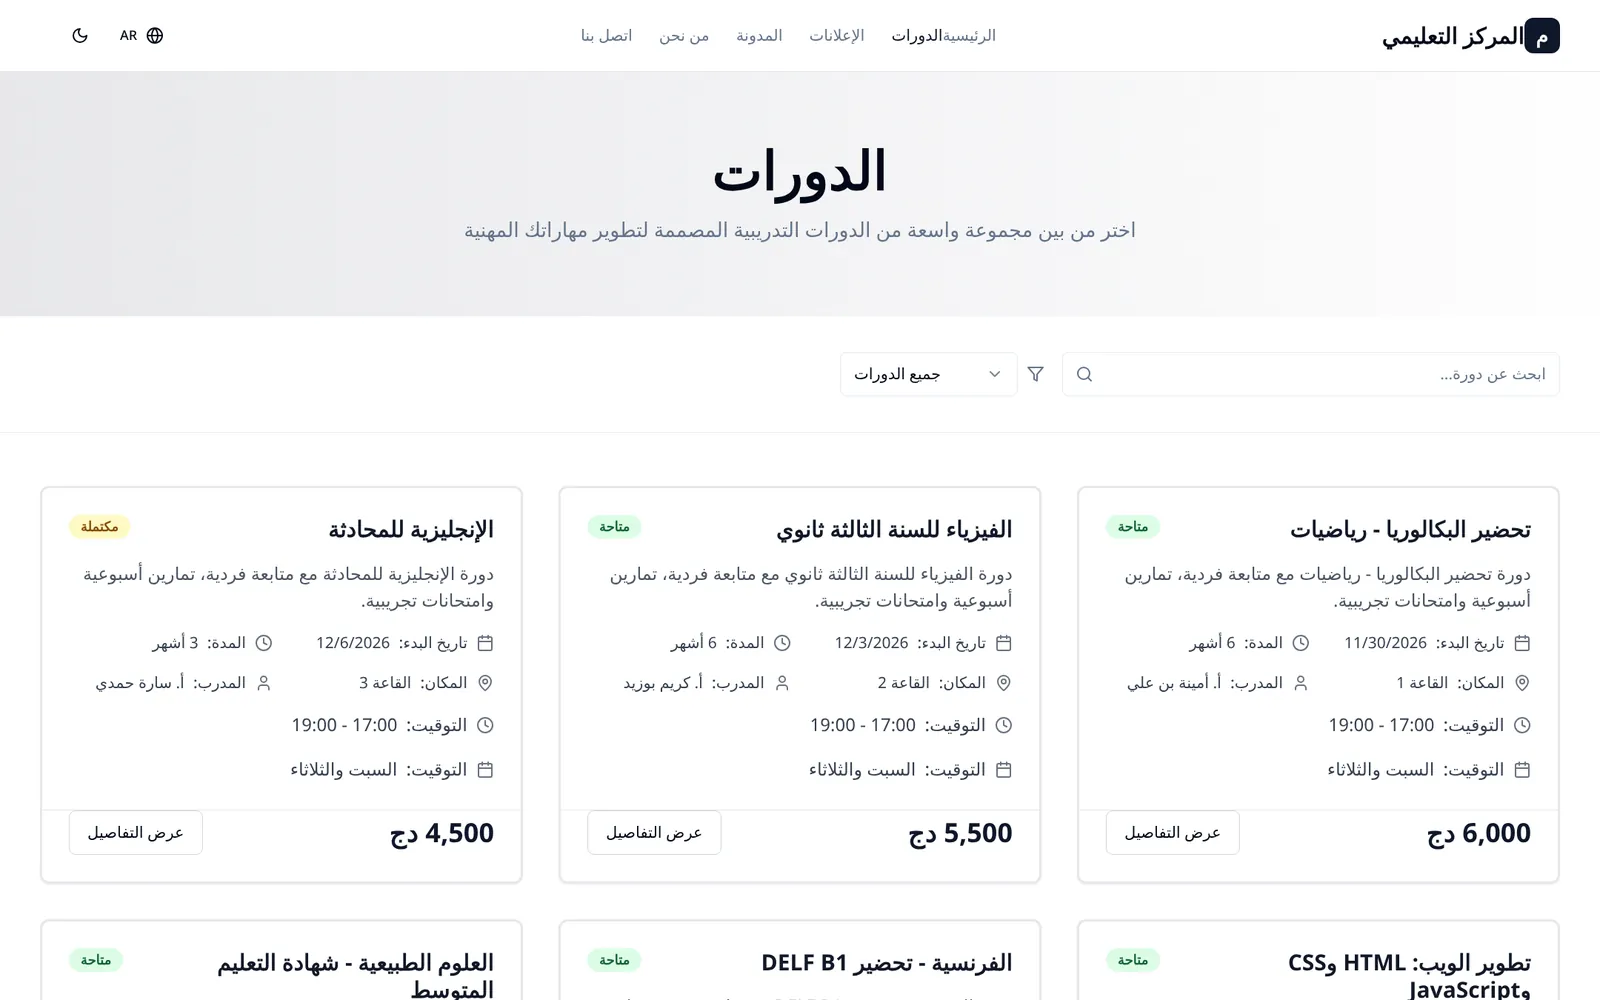 م
المركز التعليمي
الرئيسية
الدورات
الإعلانات
المدونة
من نحن
اتصل بنا
AR
الدورات
اختر من بين مجموعة واسعة من الدورات التدريبية المصممة لتطوير مهاراتك المهنية
ابحث عن دورة...
جميع الدورات
تحضير البكالوريا - رياضيات
متاحة
دورة تحضير البكالوريا - رياضيات مع متابعة فردية، تمارين
أسبوعية وامتحانات تجريبية.
تاريخ البدء: 11/30/2026
المدة: 6 أشهر
المكان: القاعة 1
المدرب: أ. أمينة بن علي
التوقيت: 17:00 - 19:00
التوقيت: السبت والثلاثاء
6,000 دج
عرض التفاصيل
الفيزياء للسنة الثالثة ثانوي
متاحة
دورة الفيزياء للسنة الثالثة ثانوي مع متابعة فردية، تمارين
أسبوعية وامتحانات تجريبية.
تاريخ البدء: 12/3/2026
المدة: 6 أشهر
المكان: القاعة 2
المدرب: أ. كريم بوزيد
التوقيت: 17:00 - 19:00
التوقيت: السبت والثلاثاء
5,500 دج
عرض التفاصيل
الإنجليزية للمحادثة
مكتملة
دورة الإنجليزية للمحادثة مع متابعة فردية، تمارين أسبوعية
وامتحانات تجريبية.
تاريخ البدء: 12/6/2026
المدة: 3 أشهر
المكان: القاعة 3
المدرب: أ. سارة حمدي
التوقيت: 17:00 - 19:00
التوقيت: السبت والثلاثاء
4,500 دج
عرض التفاصيل
تطوير الويب: HTML وCSS
وJavaScript
متاحة
الفرنسية - تحضير DELF B1
متاحة
العلوم الطبيعية - شهادة التعليم
المتوسط
متاحة